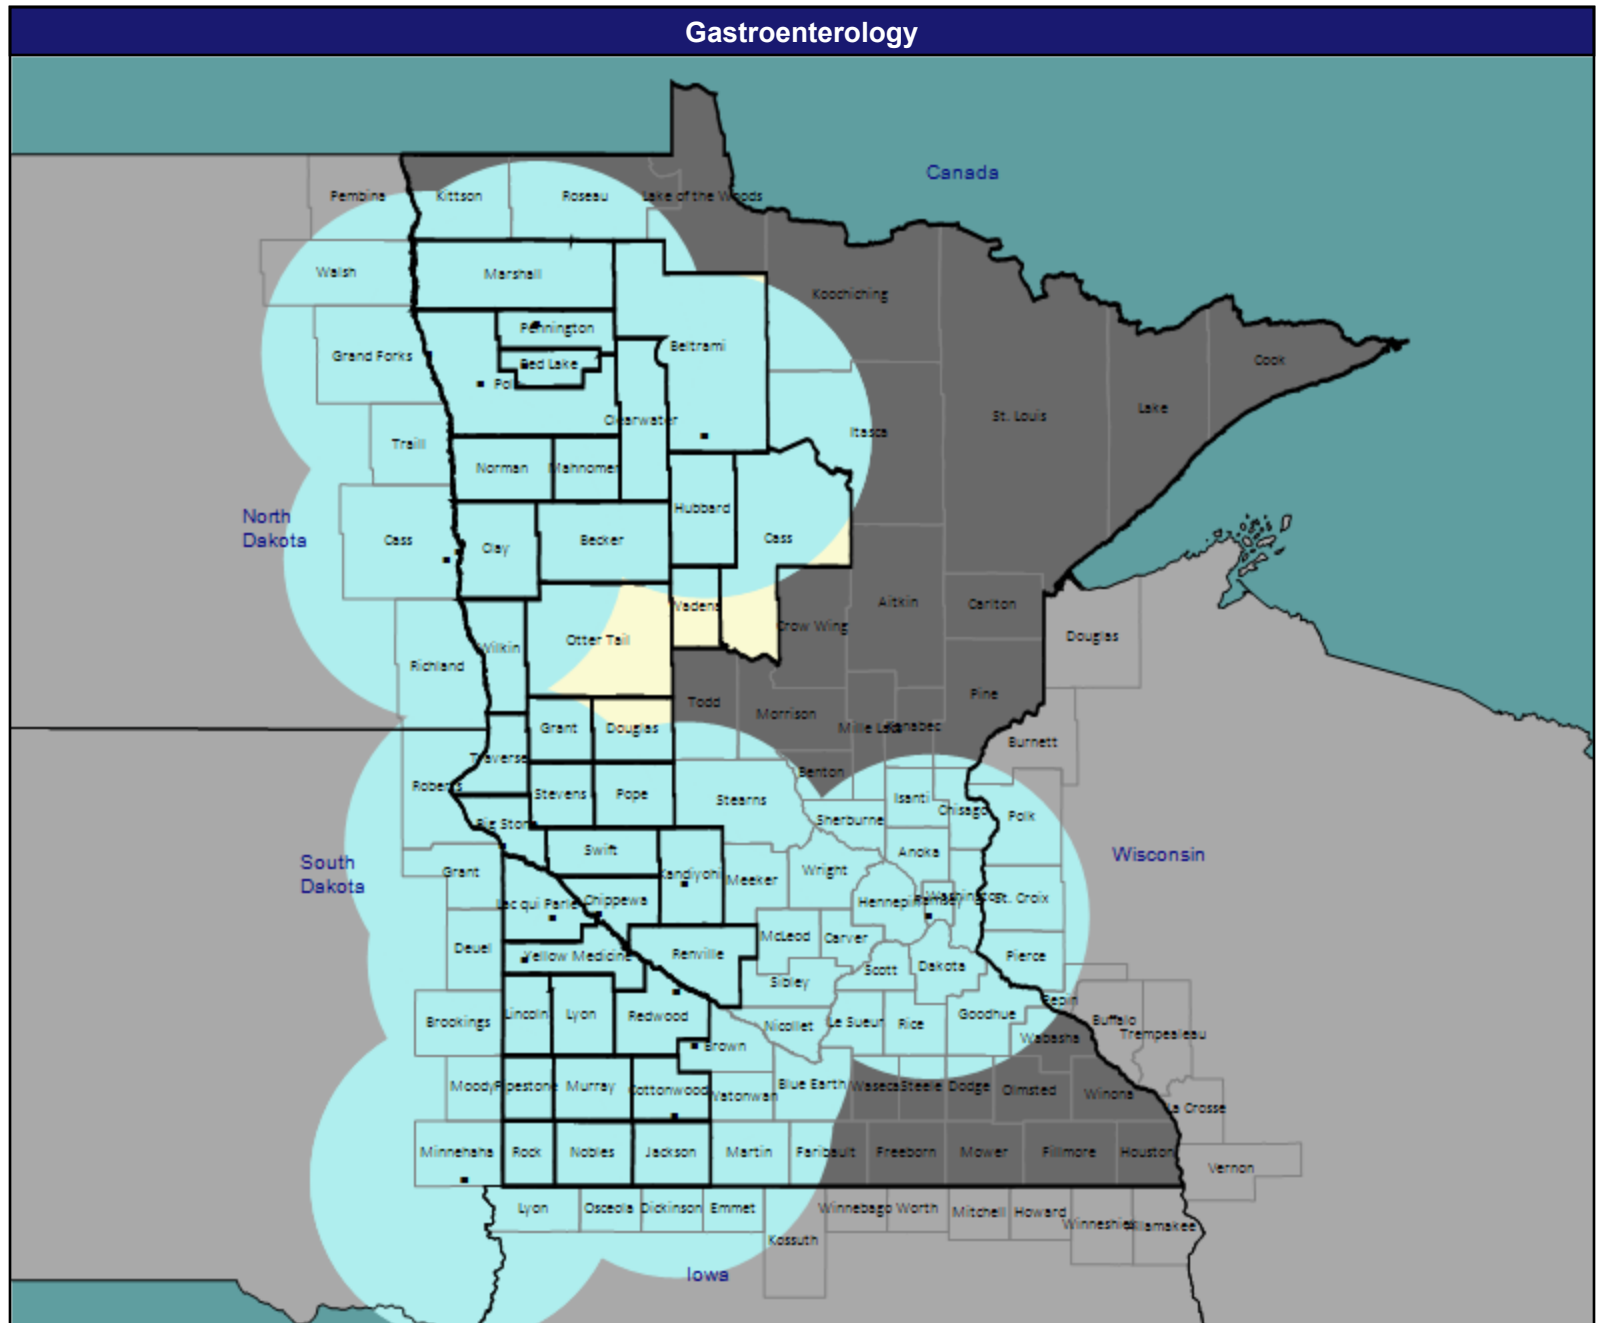 Gastroenterology
Canada
Pembina
Kittson
Roseau
Lake of the Woods
Walsh
Marshall
Koochiching
Pennington
Grand Forks
Beltrami
Red Lake
Cook
Lake
St. Louis
Clearwater
Itasca
Traill
Norman
Mahnomen
Hubbard
North
Dakota
Cass
Clay
Becker
Cass
Wadena
Aitkin
Carlton
Crow Wing
Douglas
Otter Tail
Wilkin
Richland
Todd
Morrison
Pine
Mille Lacs
Kanabec
Grant
Douglas
Burnett
Traverse
Benton
Roberts
Stevens
Pope
Stearns
Isanti
Chisago
Polk
Big Stone
Sherburne
Swift
Anoka
Wisconsin
South
Dakota
Grant
Kandiyohi
Meeker
Wright
Lac qui Parle
Chippewa
Hennepin
Ramsey
Washington
St. Croix
McLeod
Carver
Deuel
Yellow Medicine
Renville
Scott
Dakota
Pierce
Sibley
Pepin
Brookings
Lincoln
Lyon
Redwood
Nicollet
Le Sueur
Rice
Goodhue
Buffalo
Trempealeau
Wabasha
Brown
Moody
Pipestone
Murray
Cottonwood
Watonwan
Blue Earth
Waseca
Steele
Dodge
Olmsted
Winona
La Crosse
Minnehaha
Rock
Nobles
Jackson
Martin
Faribault
Freeborn
Mower
Fillmore
Houston
Vernon
Lyon
Osceola
Dickinson
Emmet
Winnebago
Worth
Mitchell
Howard
Winneshiek
Allamakee
Kossuth
Iowa